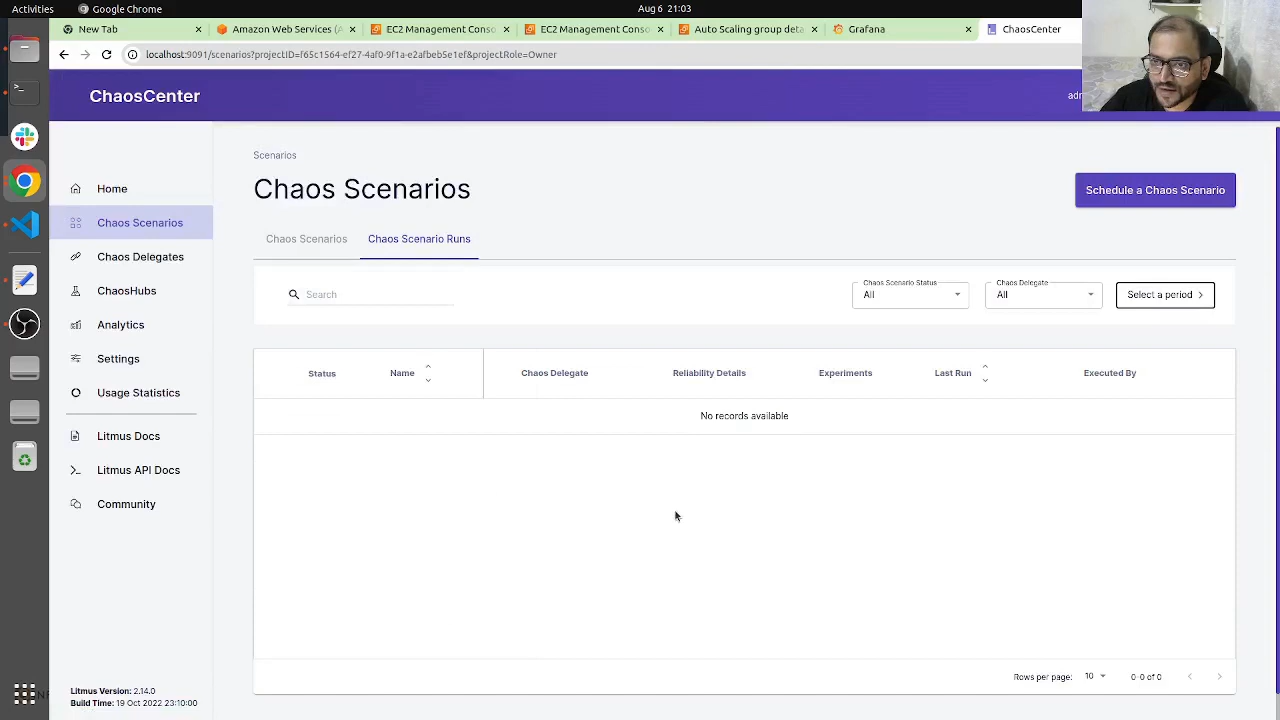 Activities
Google Chrome
Aug 6 21:03
New Tab
Amazon Web Services (A
EC2 Management Conso
EC2 Management Conso
Auto Scaling group deta
Grafana
ChaosCenter
localhost:9091/scenarios?projectID=f65c1564-ef27-4af0-9f1a-e2afbeb5e1ef&projectRole=Owner
ChaosCenter
Home
Chaos Scenarios
Chaos Delegates
ChaosHubs
Analytics
Settings
Usage Statistics
Litmus Docs
Litmus API Docs
Community
Litmus Version: 2.14.0
Build Time: 19 Oct 2022 23:10:00
Scenarios
Chaos Scenarios
Schedule a Chaos Scenario
Chaos Scenarios
Chaos Scenario Runs
Search
Chaos Scenario Status
All
Chaos Delegate
All
Select a period
Status
Name
Chaos Delegate
Reliability Details
Experiments
Last Run
Executed By
No records available
Rows per page: 10
0-0 of 0